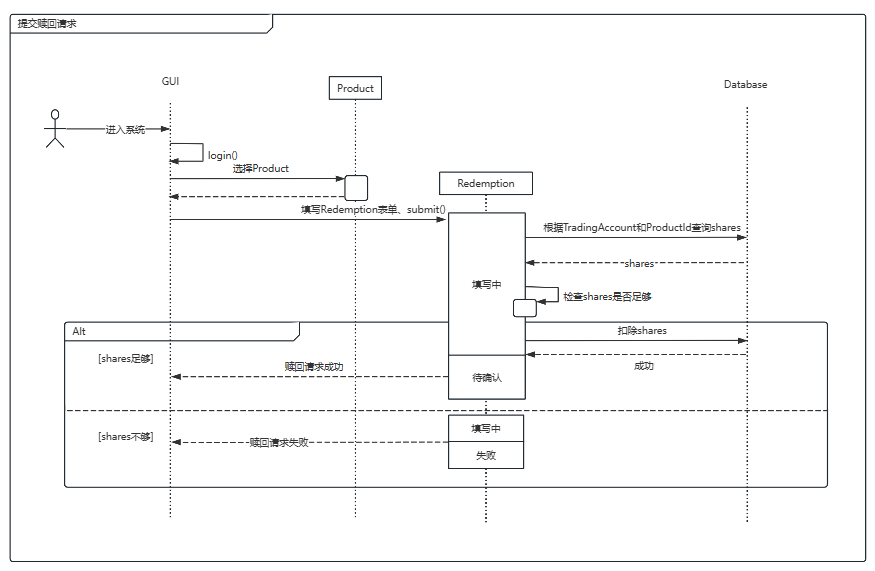 提交赎回请求
GUI
Product
Database
进入系统
login()
选择Product
Redemption
填写Redemption表单、submit()
根据TradingAccount和ProductId查询shares
shares
填写中
检查shares是否足够
Alt
扣除shares
[shares足够]
赎回请求成功
成功
待确认
[shares不够]
填写中
赎回请求失败
失败